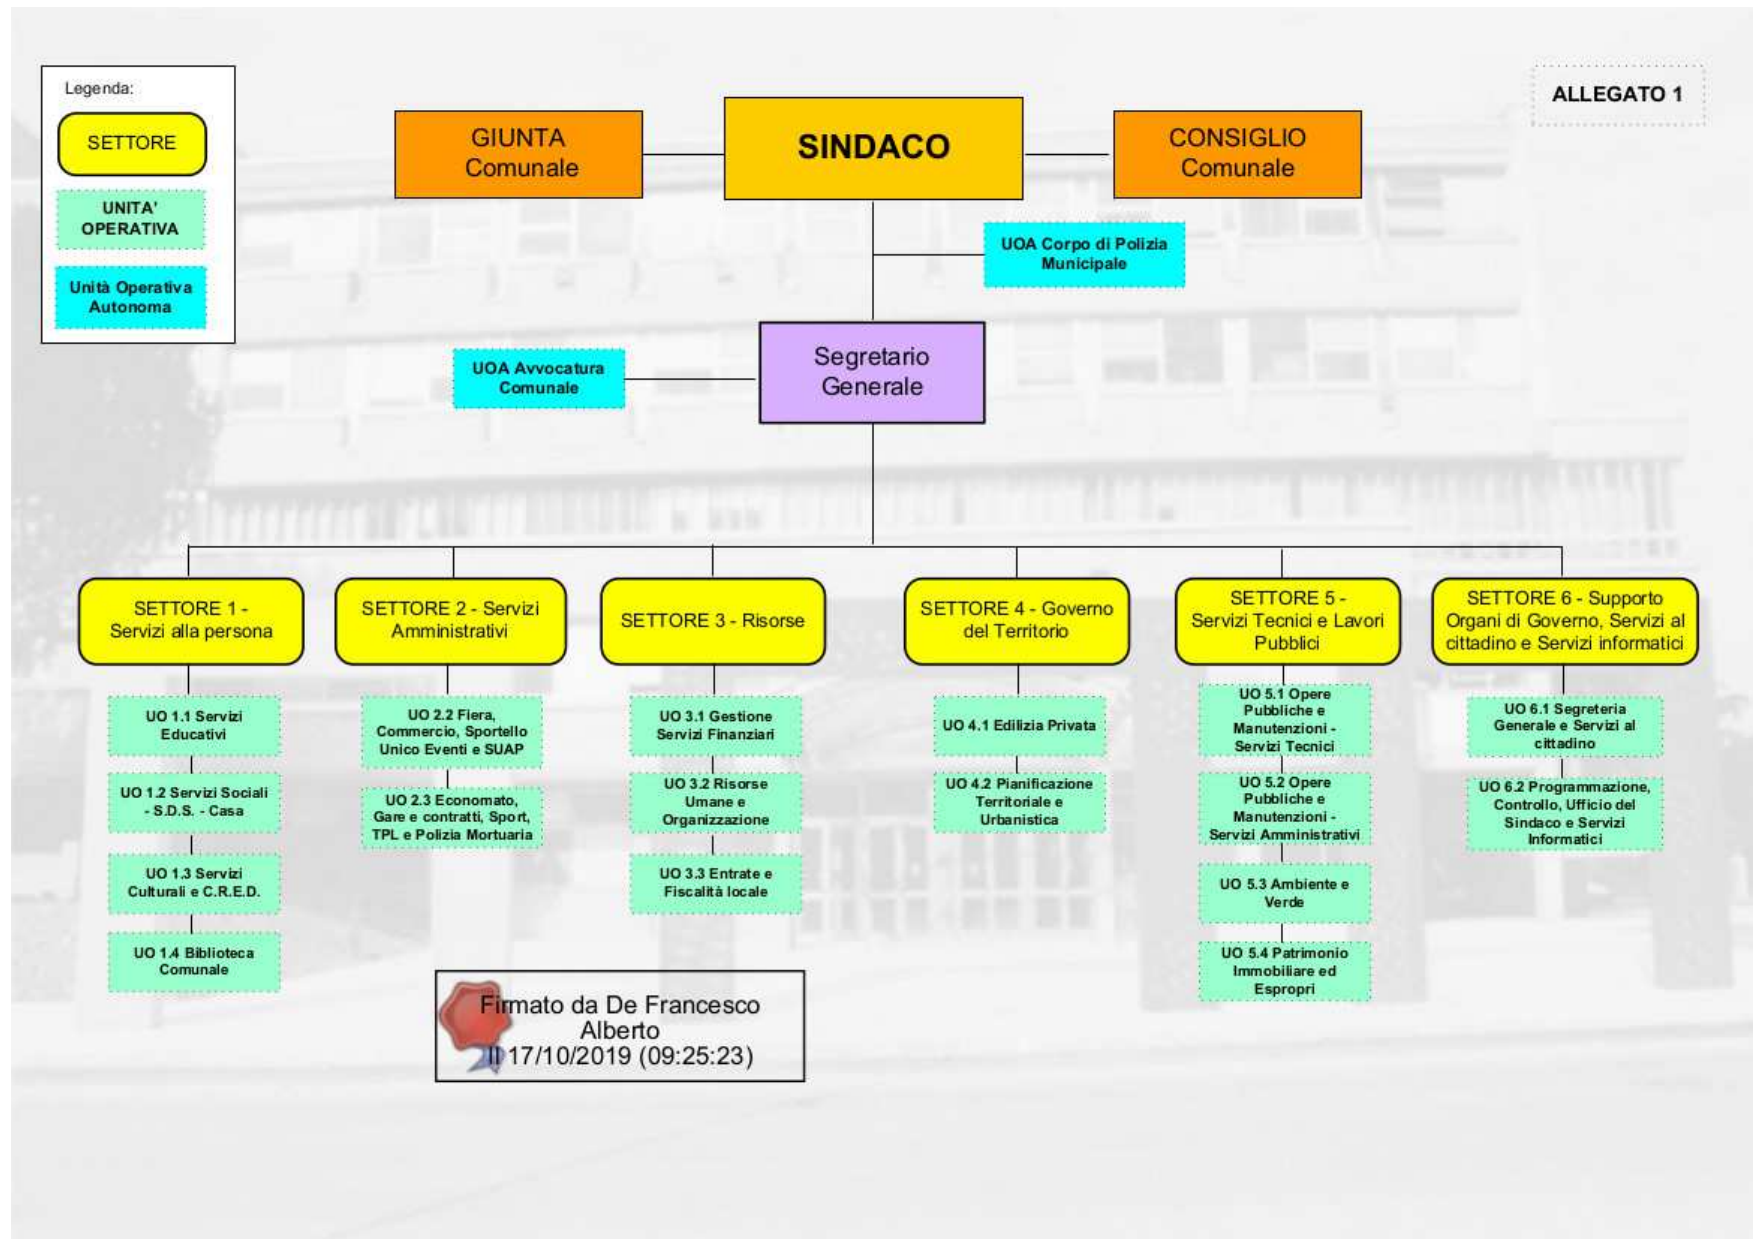 Legenda:
SETTORE
UNITA'
OPERATIVA
Unità Operativa
Autonoma
ALLEGATO 1
GIUNTA
Comunale
SINDACO
CONSIGLIO
Comunale
UOA Corpo di Polizia
Municipale
Segretario
Generale
UOA Avvocatura
Comunale
SETTORE 1 -
Servizi alla persona
SETTORE 2 - Servizi
Amministrativi
SETTORE 3 - Risorse
SETTORE 4 - Governo
del Territorio
SETTORE 5 -
Servizi Tecnici e Lavori
Pubblici
SETTORE 6 - Supporto
Organi di Governo, Servizi al
cittadino e Servizi informatici
UO 1.1 Servizi
Educativi
UO 1.2 Servizi Sociali
- S.D.S. - Casa
UO 1.3 Servizi
Culturali e C.R.E.D.
UO 1.4 Biblioteca
Comunale
UO 2.2 Fiera,
Commercio, Sportello
Unico Eventi e SUAP
UO 2.3 Economato,
Gare e contratti, Sport,
TPL e Polizia Mortuaria
UO 3.1 Gestione
Servizi Finanziari
UO 3.2 Risorse
Umane e
Organizzazione
UO 3.3 Entrate e
Fiscalità locale
UO 4.1 Edilizia Privata
UO 4.2 Pianificazione
Territoriale e
Urbanistica
UO 5.1 Opere
Pubbliche e
Manutenzioni -
Servizi Tecnici
UO 5.2 Opere
Pubbliche e
Manutenzioni -
Servizi Amministrativi
UO 5.3 Ambiente e
Verde
UO 5.4 Patrimonio
Immobiliare ed
Espropri
UO 6.1 Segreteria
Generale e Servizi al
cittadino
UO 6.2 Programmazione,
Controllo, Ufficio del
Sindaco e Servizi
Informatici
Firmato da De Francesco
Alberto
Il 17/10/2019 (09:25:23)